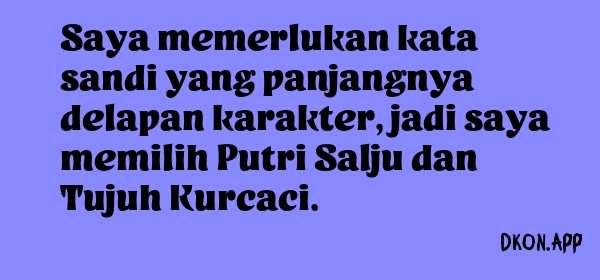 Saya memerlukan kata
sandi yang panjangnya
delapan karakter, jadi saya
memilih Putri Salju dan
Tujuh Kurcaci.
DKON.APP